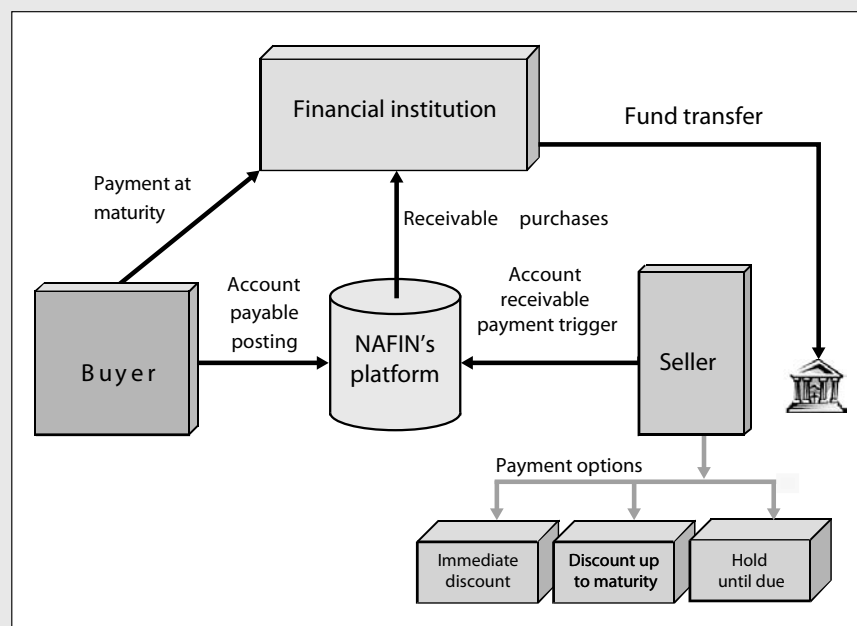 Financial institution
Fund transfer
Payment at
maturity
Receivable purchases
Account
payable
posting
Account
receivable
payment trigger
Buyer
NAFIN's
platform
Seller
Payment options
Immediate
discount
Discount up
to maturity
Hold
until due